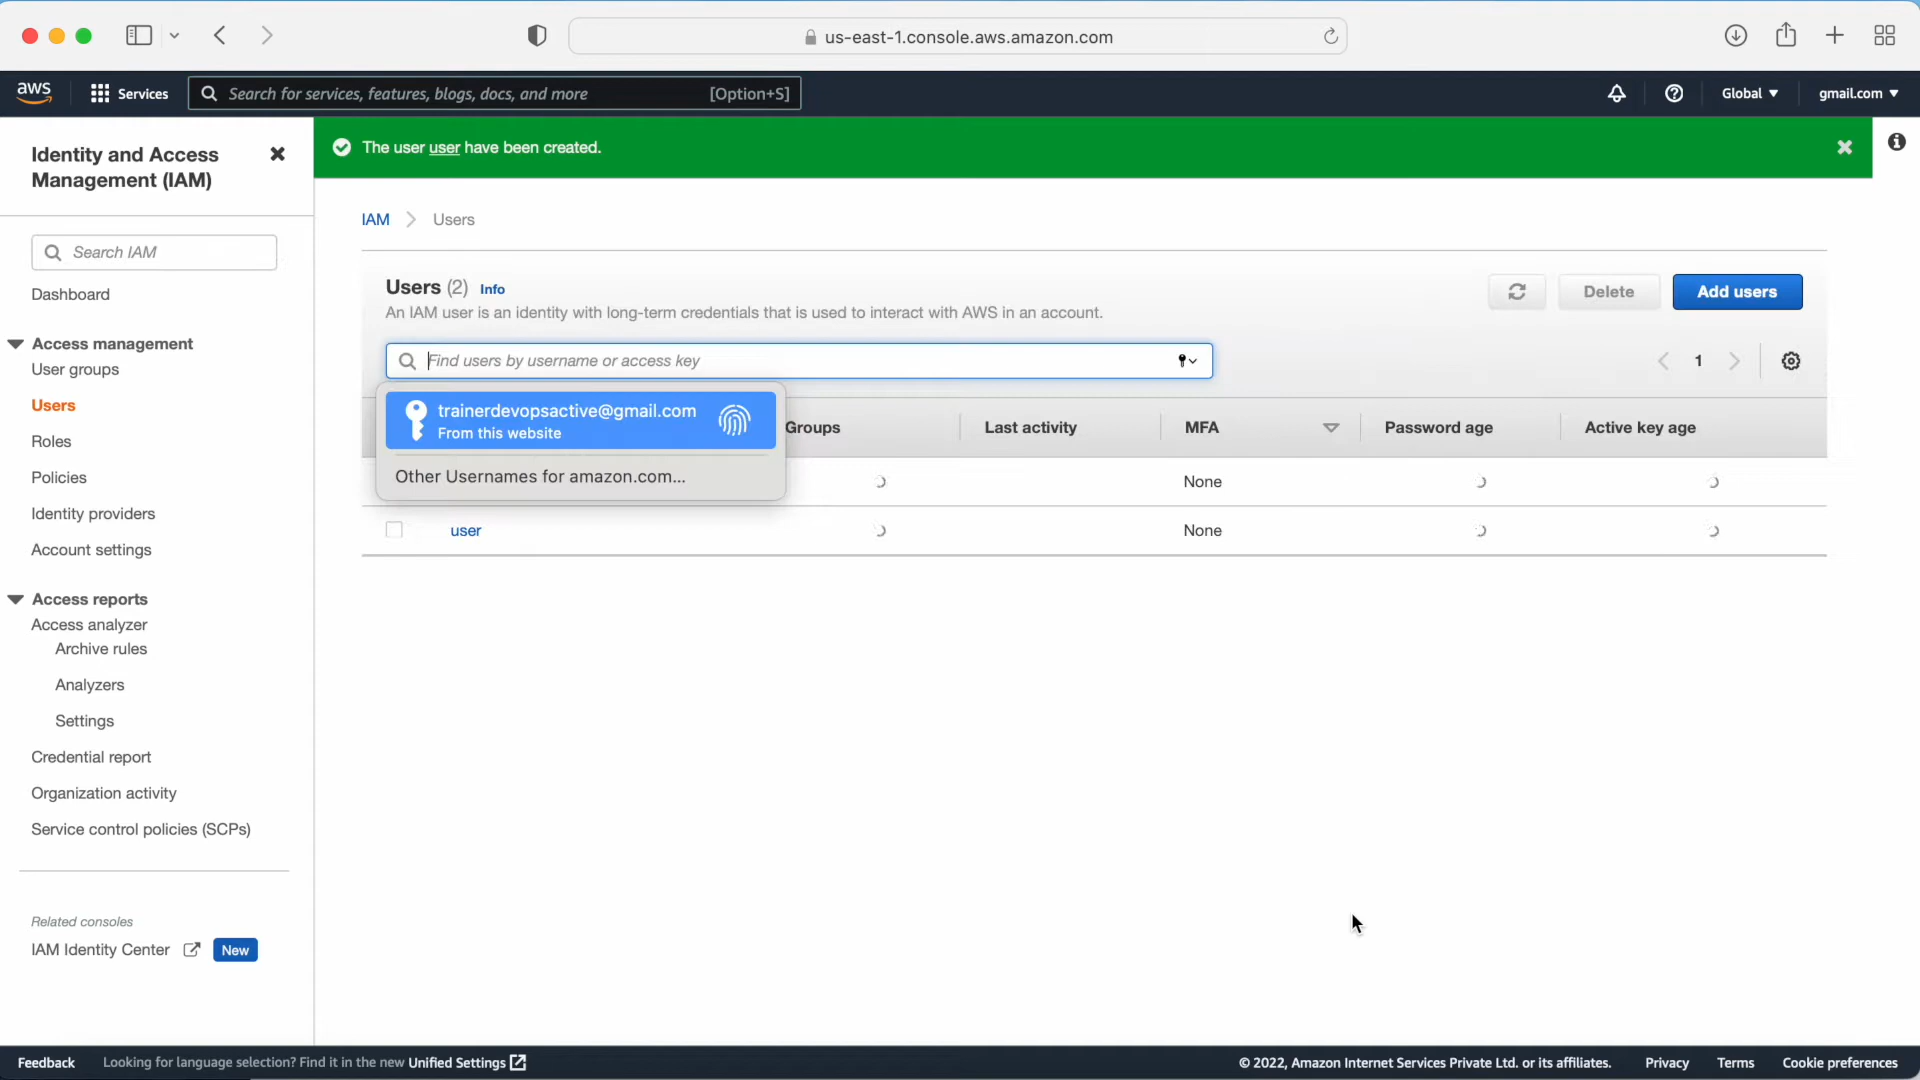 us-east-1.console.aws.amazon.com
aws
Services
Search for services, features, blogs, docs, and more
[Option+S]
Global
gmail.com
Identity and Access
Management (IAM)
The user user have been created.
Search IAM
Dashboard
Access management
User groups
Users
Roles
Policies
Identity providers
Account settings
Access reports
Access analyzer
Archive rules
Analyzers
Settings
Credential report
Organization activity
Service control policies (SCPs)
Related consoles
IAM Identity Center
New
IAM
Users
Users (2) Info
Delete
Add users
An IAM user is an identity with long-term credentials that is used to interact with AWS in an account.
Find users by username or access key
1
trainerdevopsactive@gmail.com
From this website
Other Usernames for amazon.com...
Groups
Last activity
MFA
Password age
Active key age
None
user
None
Feedback
Looking for language selection? Find it in the new Unified Settings
© 2022, Amazon Internet Services Private Ltd. or its affiliates.
Privacy
Terms
Cookie preferences